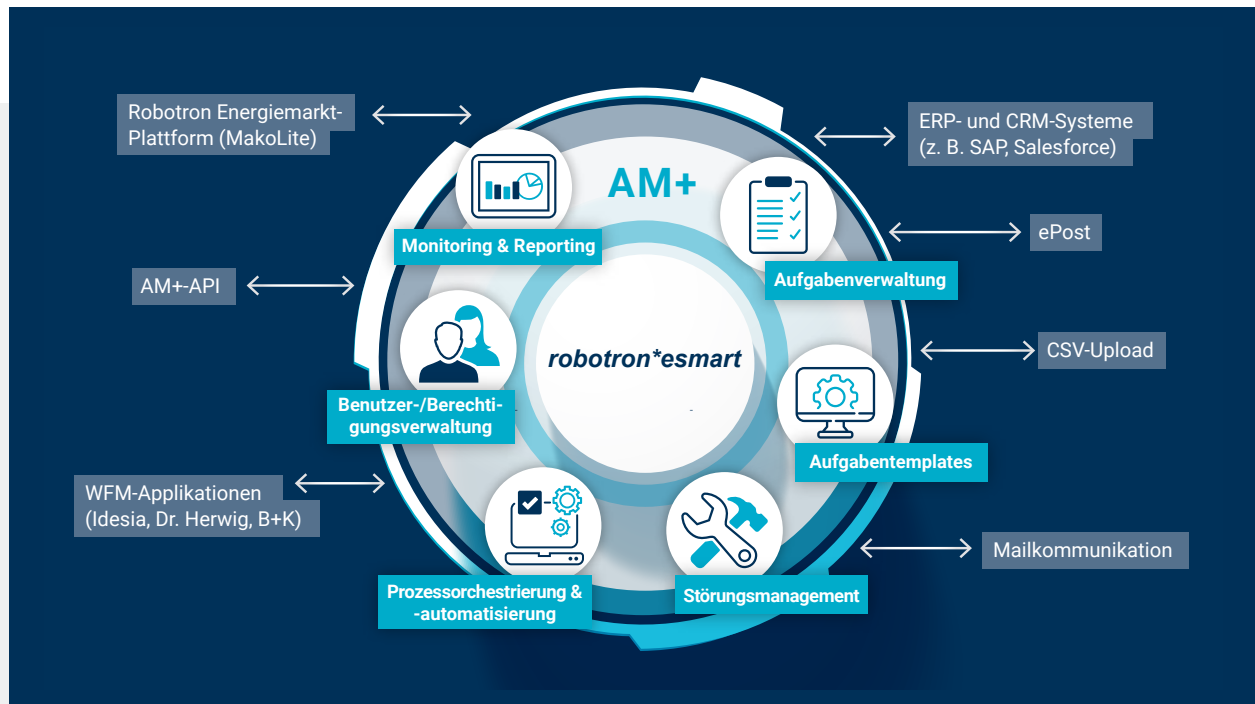 Robotron Energiemarkt-
Plattform (MakoLite)
ERP- und CRM-Systeme
(z. B. SAP, Salesforce)
AM+
Monitoring & Reporting
ePost
Aufgabenverwaltung
AM+-API
robotron*esmart
CSV-Upload
Benutzer-/Berechti-
gungsverwaltung
Aufgabentemplates
WFM-Applikationen
(Idesia, Dr. Herwig, B+K)
Mailkommunikation
Prozessorchestrierung &
-automatisierung
Störungsmanagement